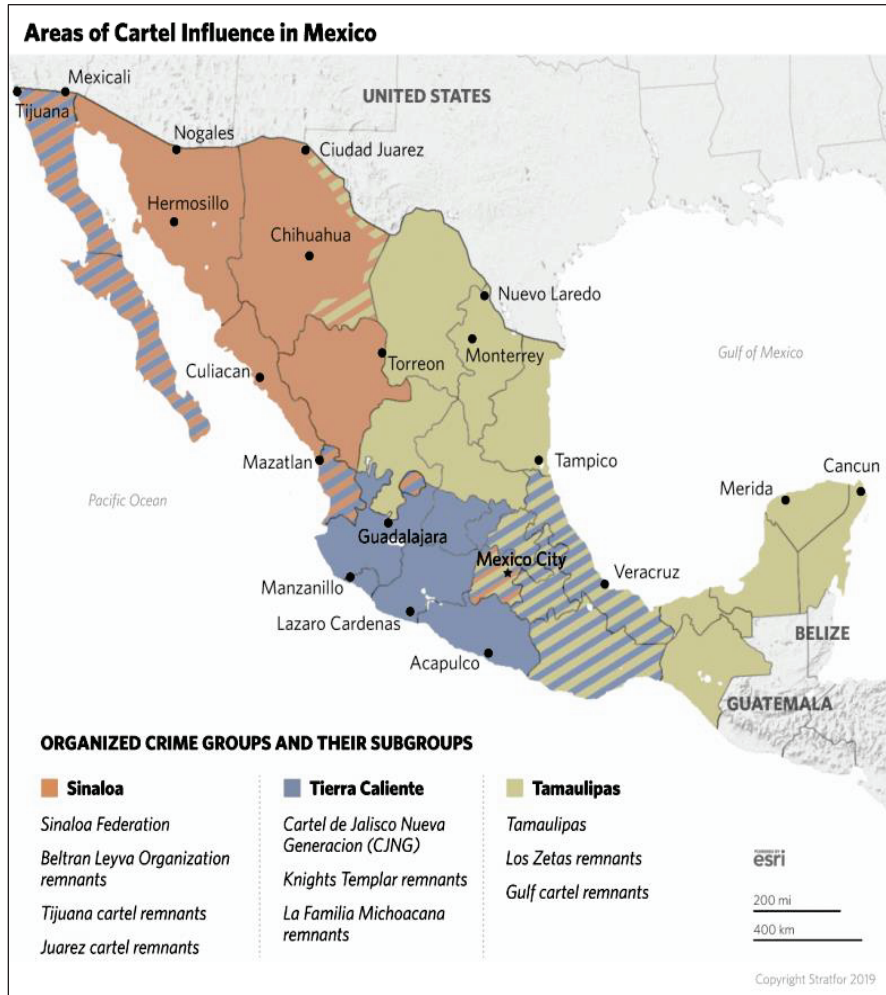 Areas of Cartel Influence in Mexico
Mexicali
UNITED STATES
Tijuana
Nogales
Ciudad Juarez
Hermosillo
Chihuahua
Nuevo Laredo
Monterrey
Gulf of Mexico
Culiacan
Torreon
Mazatlan
Tampico
Cancun
Merida
Pacific Ocean
Guadalajara
Mexico City
Veracruz
Manzanillo
Lazaro Cardenas
BELIZE
Acapulco
GUATEMALA
ORGANIZED CRIME GROUPS AND THEIR SUBGROUPS
Sinaloa
Sinaloa Federation
Beltran Leyva Organization
remnants
Tijuana cartel remnants
Juarez cartel remnants
Tierra Caliente
Cartel de Jalisco Nueva
Generacion (CJNG)
Knights Templar remnants
La Familia Michoacana
remnants
Tamaulipas
Tamaulipas
Los Zetas remnants
Gulf cartel remnants
POWERED BY
esri
200 mi
400 km
Copyright Stratfor 2019